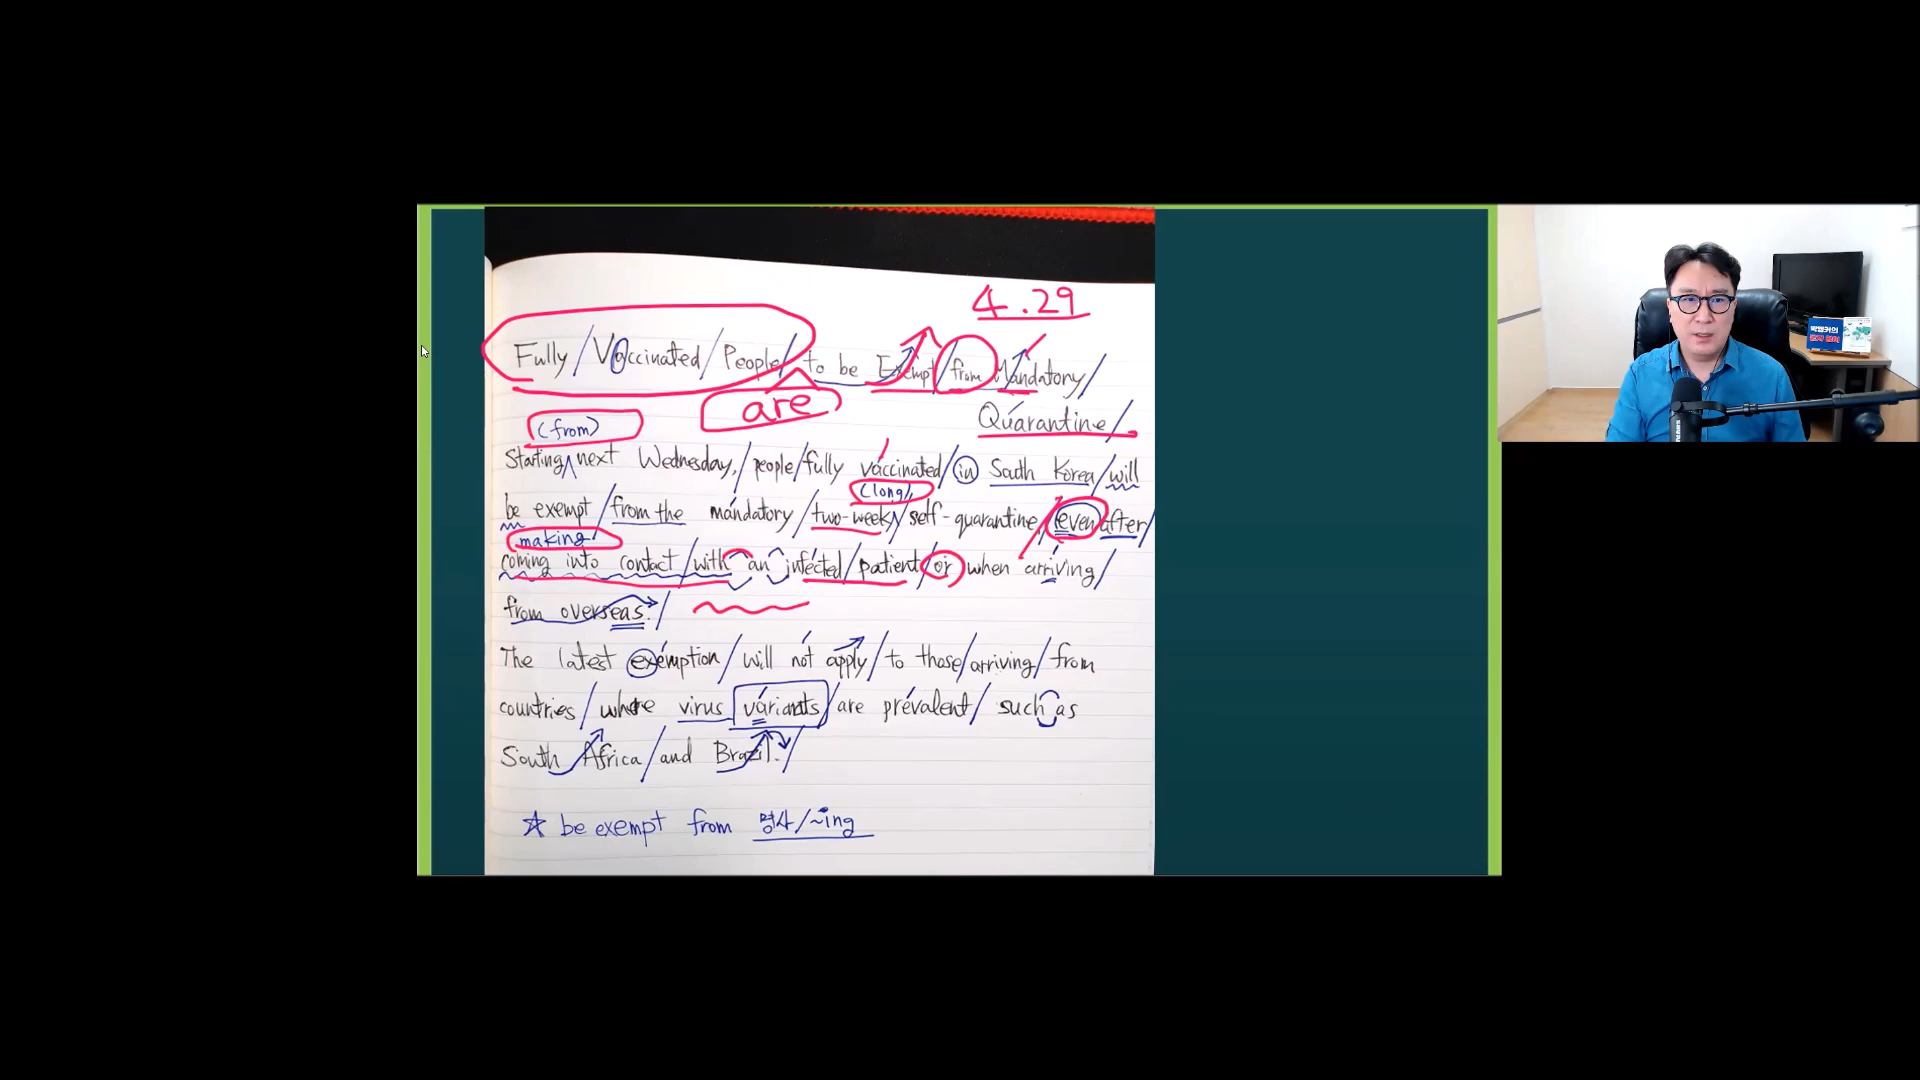 4.29
Fully / Vaccinated / People / to be Exempt / from Mandatory /
are
Quarantine /
(from)
Starting next Wednesday, / people / fully vaccinated / in South Korea / will
(long)
be exempt / from the mandatory / two-week / self-quarantine, / even after /
making
coming into contact / with an infected / patient / or when arriving /
from overseas. /
The latest exemption / will not apply / to those / arriving / from
countries / where virus variants / are prevalent / such as
South Africa / and Brazil. /
☆ be exempt from 명사/~ing